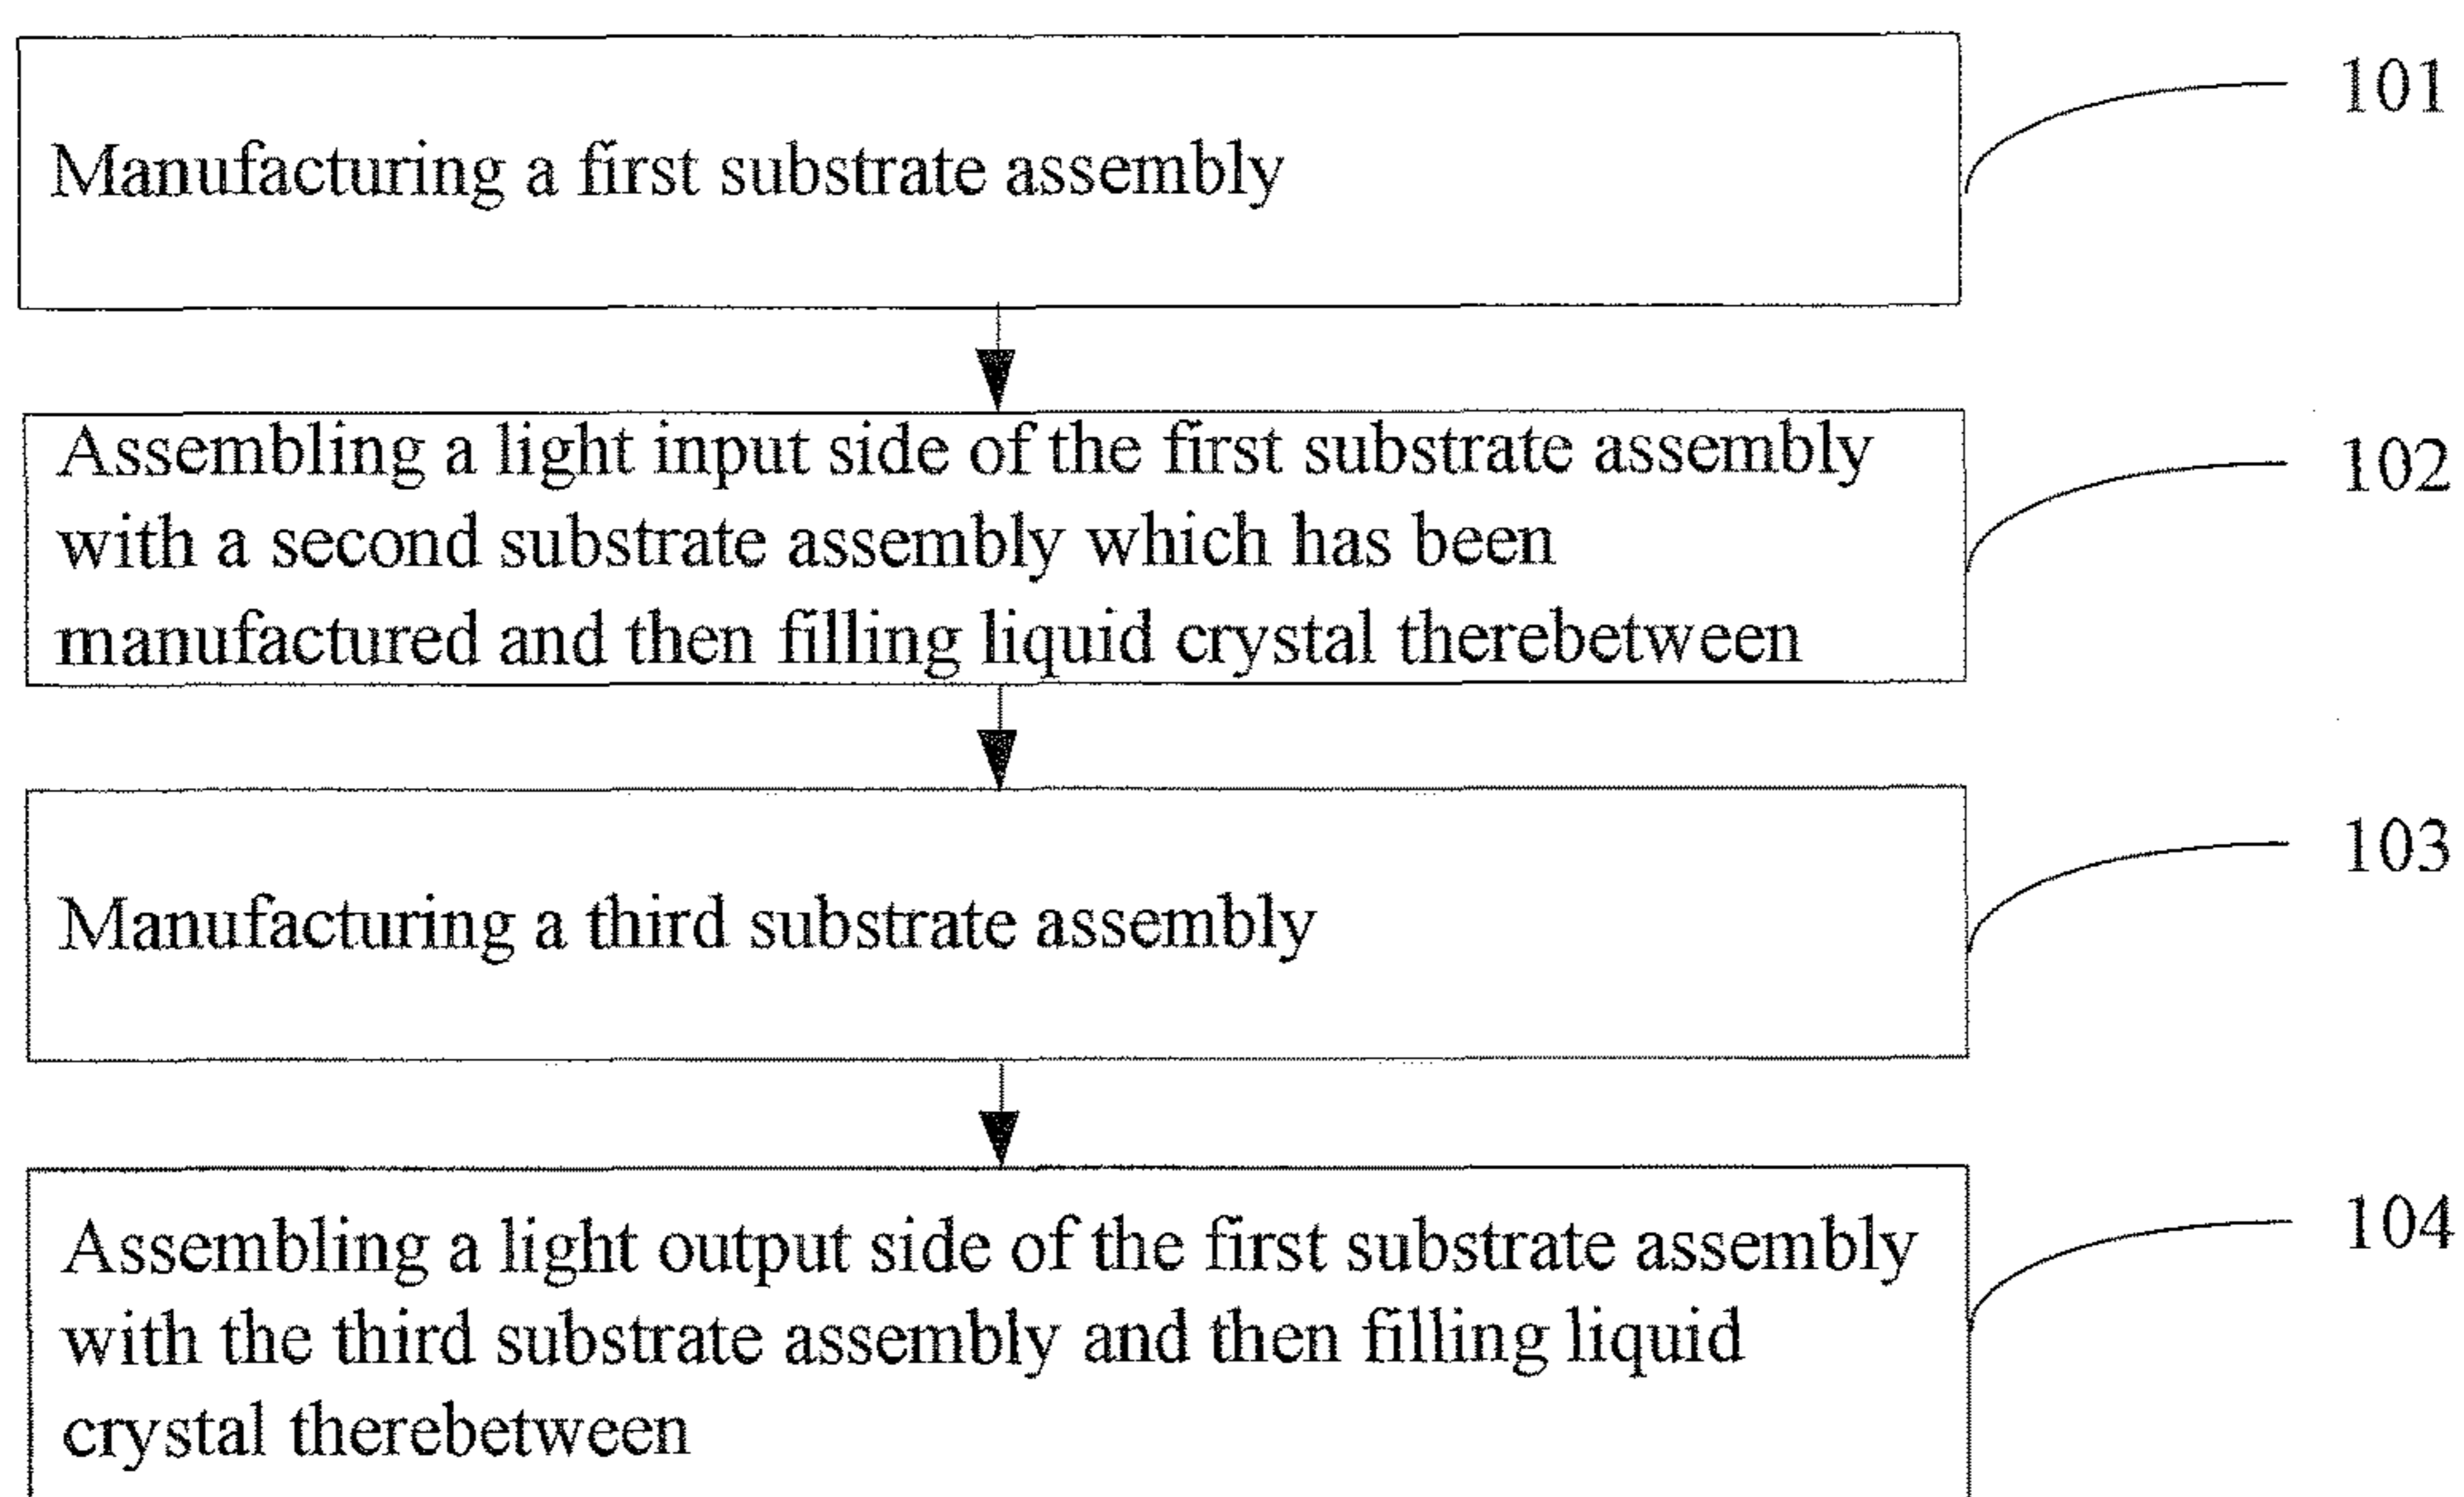 101
Manufacturing a first substrate assembly
Assembling a light input side of the first substrate assembly
102
with a second substrate assembly which has been
manufactured and then filling liquid crystal therebetween
103
Manufacturing a third substrate assembly
104
Assembling a light output side of the first substrate assembly
with the third substrate assembly and then filling liquid
crystal therebetween